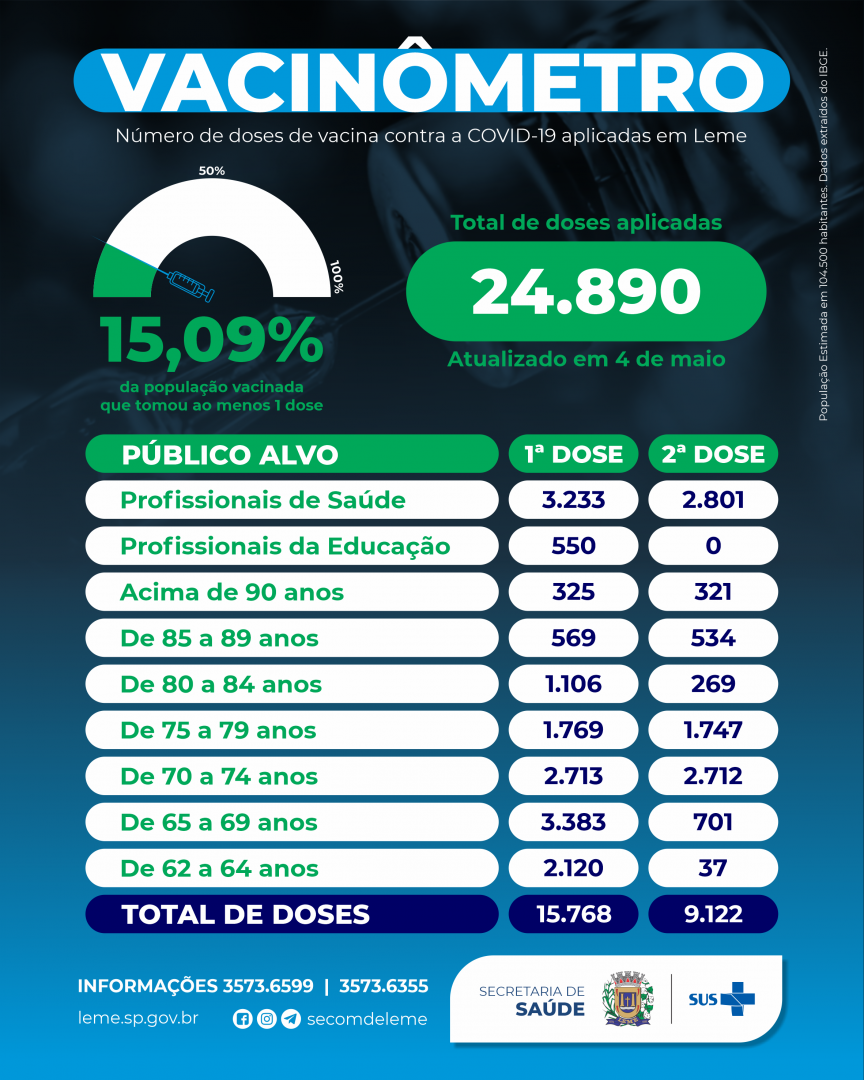 VACINÔMETRO
Número de doses de vacina contra a COVID-19 aplicadas em Leme
50%
100%
15,09%
da população vacinada
que tomou ao menos 1 dose
Total de doses aplicadas
24.890
Atualizado em 4 de maio
População Estimada em 104.500 habitantes. Dados extraídos do IBGE.
PÚBLICO ALVO 1ª DOSE 2ª DOSE
Profissionais de Saúde 3.233 2.801
Profissionais da Educação 550 0
Acima de 90 anos 325 321
De 85 a 89 anos 569 534
De 80 a 84 anos 1.106 269
De 75 a 79 anos 1.769 1.747
De 70 a 74 anos 2.713 2.712
De 65 a 69 anos 3.383 701
De 62 a 64 anos 2.120 37
TOTAL DE DOSES 15.768 9.122
INFORMAÇÕES 3573.6599 | 3573.6355
leme.sp.gov.br secomdeleme
SECRETARIA DE
SAÚDE
SUS